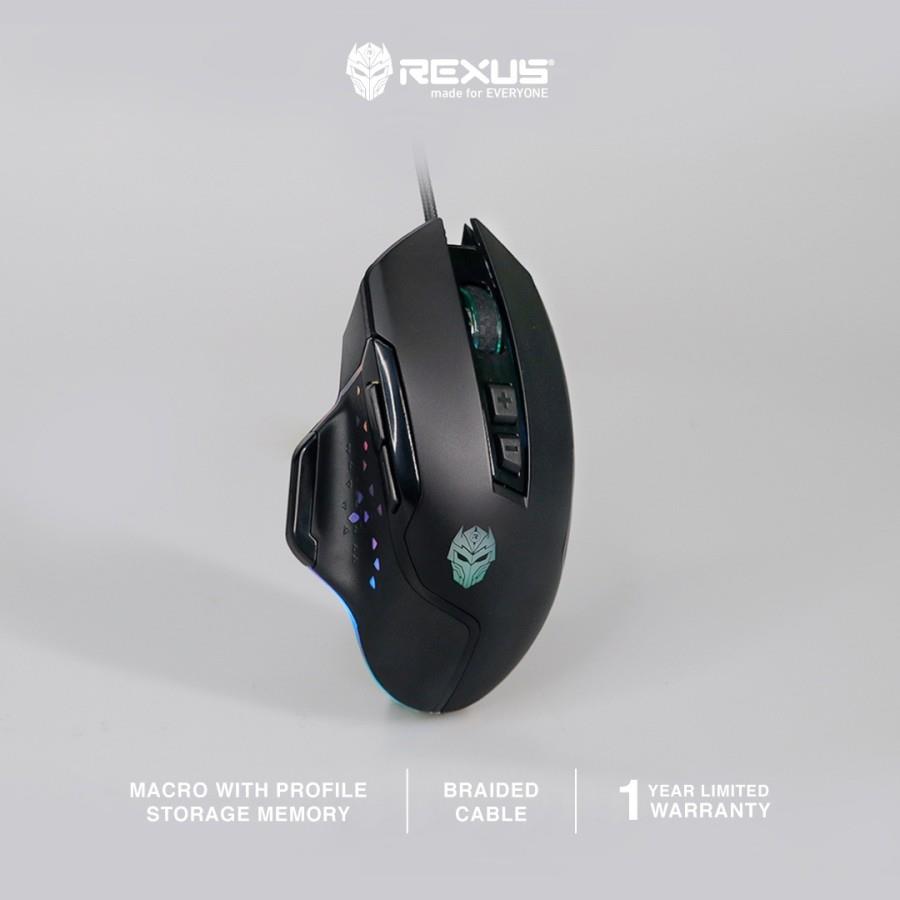 REXUS®
made for EVERYONE
MACRO WITH PROFILE
STORAGE MEMORY
BRAIDED
CABLE
1 YEAR LIMITED
WARRANTY
+
-